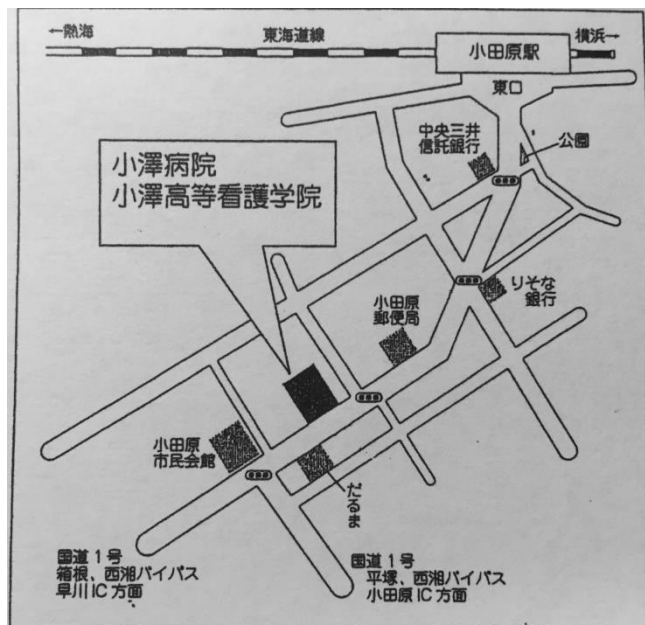 ←熱海
東海道線
小田原駅
横浜→
東口
中央三井
信託銀行
公園
小澤病院
小澤高等看護学院
りそな
銀行
小田原
郵便局
小田原
市民会館
だるま
国道1号
箱根、西湘バイパス
早川IC方面
国道1号
平塚、西湘バイパス
小田原IC方面